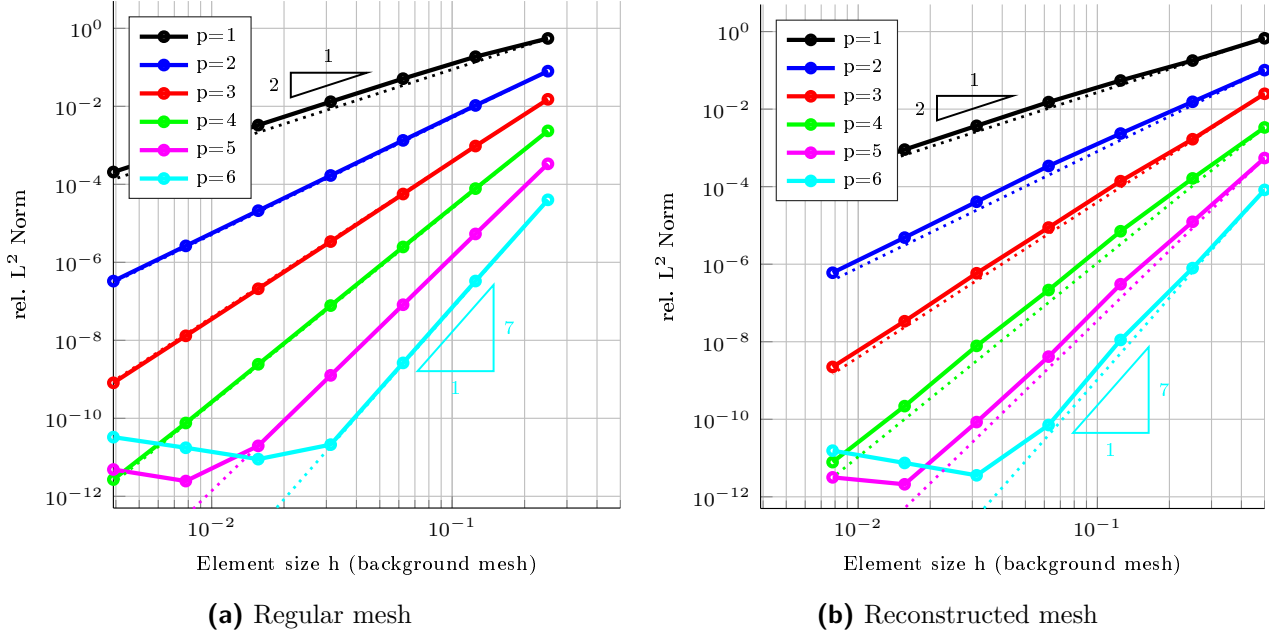 10^0
10^-2
10^-4
10^-6
10^-8
10^-10
10^-12
rel. L^2 Norm
p=1
p=2
p=3
p=4
p=5
p=6
1
2
7
1
10^-2
10^-1
Element size h (background mesh)
(a) Regular mesh
10^0
10^-2
10^-4
10^-6
10^-8
10^-10
10^-12
rel. L^2 Norm
p=1
p=2
p=3
p=4
p=5
p=6
1
2
7
1
10^-2
10^-1
Element size h (background mesh)
(b) Reconstructed mesh